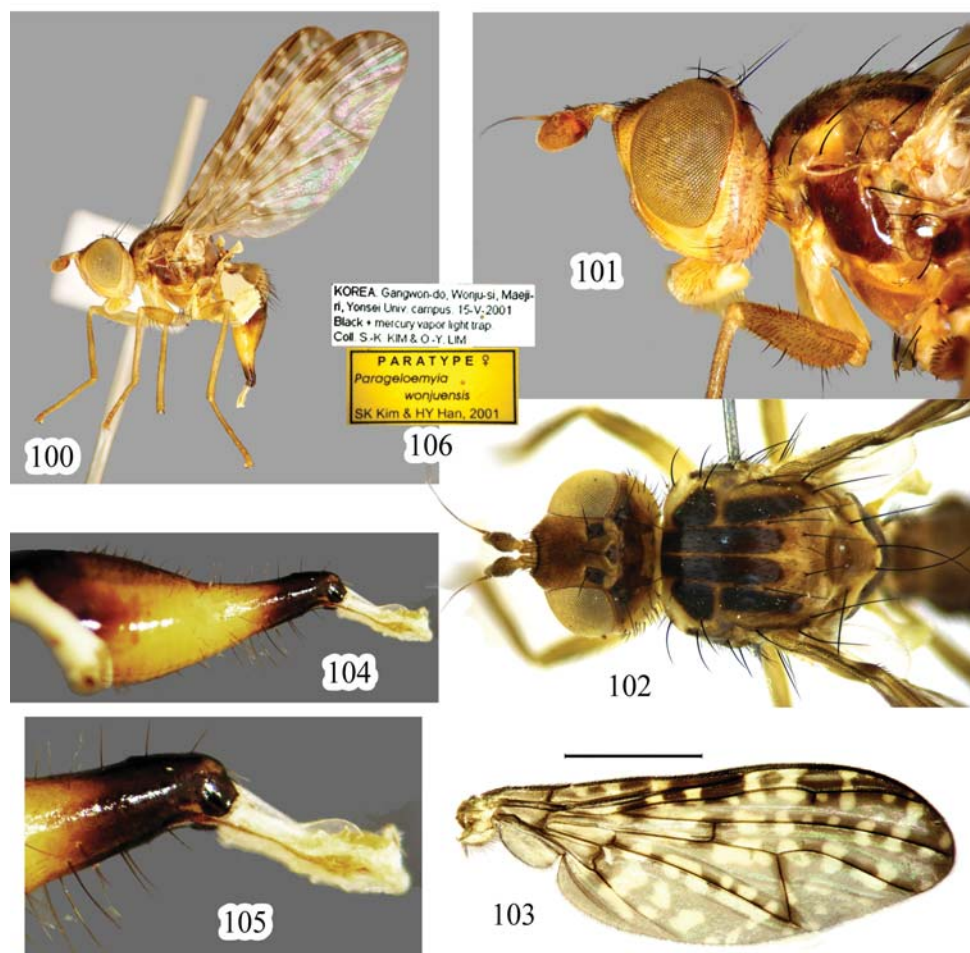 100
101
KOREA. Gangwon-do, Wonju-si, Maeji-
ri, Yonsei Univ. campus. 15-V-2001
Black + mercury vapor light trap
Coll. S.-K. KIM & O.-Y. LIM
PARATYPE ♀
Parageloemyia
wonjuensis
SK Kim & HY Han, 2001
106
104
102
105
103